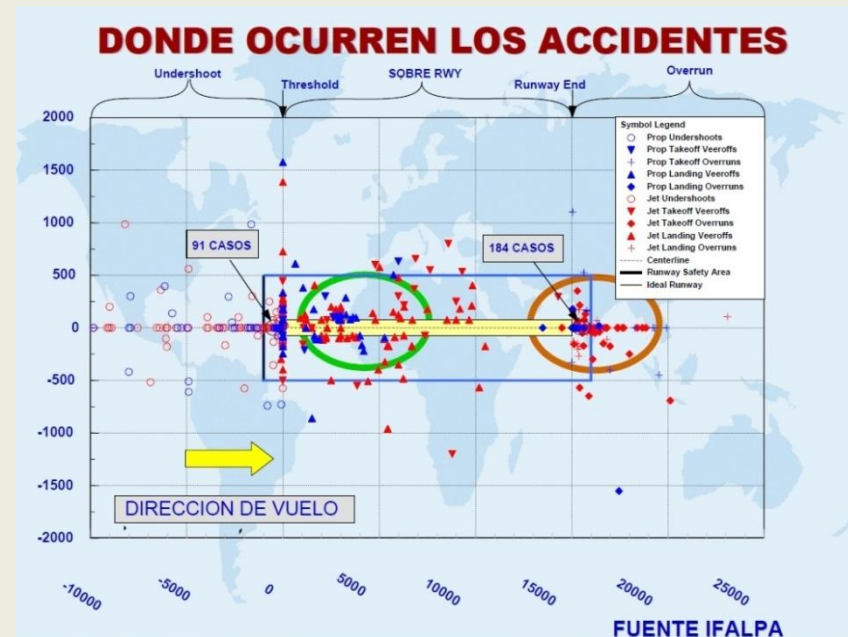 DONDE OCURREN LOS ACCIDENTES
Undershoot
Threshold
SOBRE RWY
Runway End
Overrun
2000
1500
1000
500
0
-500
-1000
-1500
-2000
91 CASOS
184 CASOS
Symbol Legend
Prop Undershoots
Prop Takeoff Veeroffs
Prop Takeoff Overruns
Prop Landing Veeroffs
Prop Landing Overruns
Jet Undershoots
Jet Takeoff Veeroffs
Jet Takeoff Overruns
Jet Landing Veeroffs
Jet Landing Overruns
Centerline
Runway Safety Area
Ideal Runway
DIRECCION DE VUELO
-10000
-5000
0
5000
10000
15000
20000
25000
FUENTE IFALPA